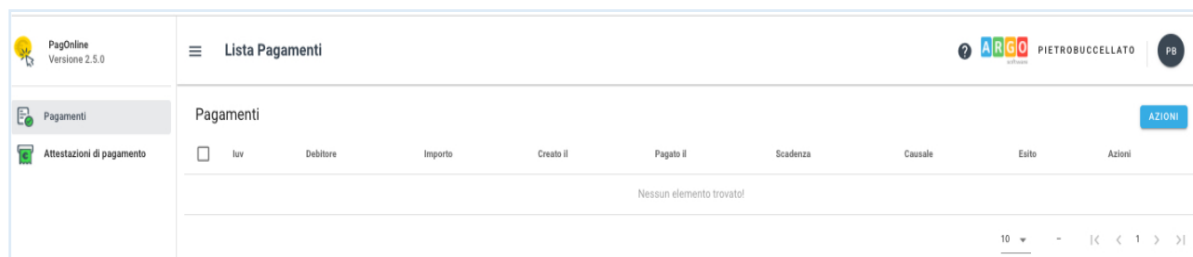 PagOnline
Versione 2.5.0
Lista Pagamenti
ARGO
software
PIETROBUCCELLATO
PB
Pagamenti
Attestazioni di pagamento
Pagamenti
AZIONI
Iuv Debitore Importo Creato il Pagato il Scadenza Causale Esito Azioni
Nessun elemento trovato!
10 – 1